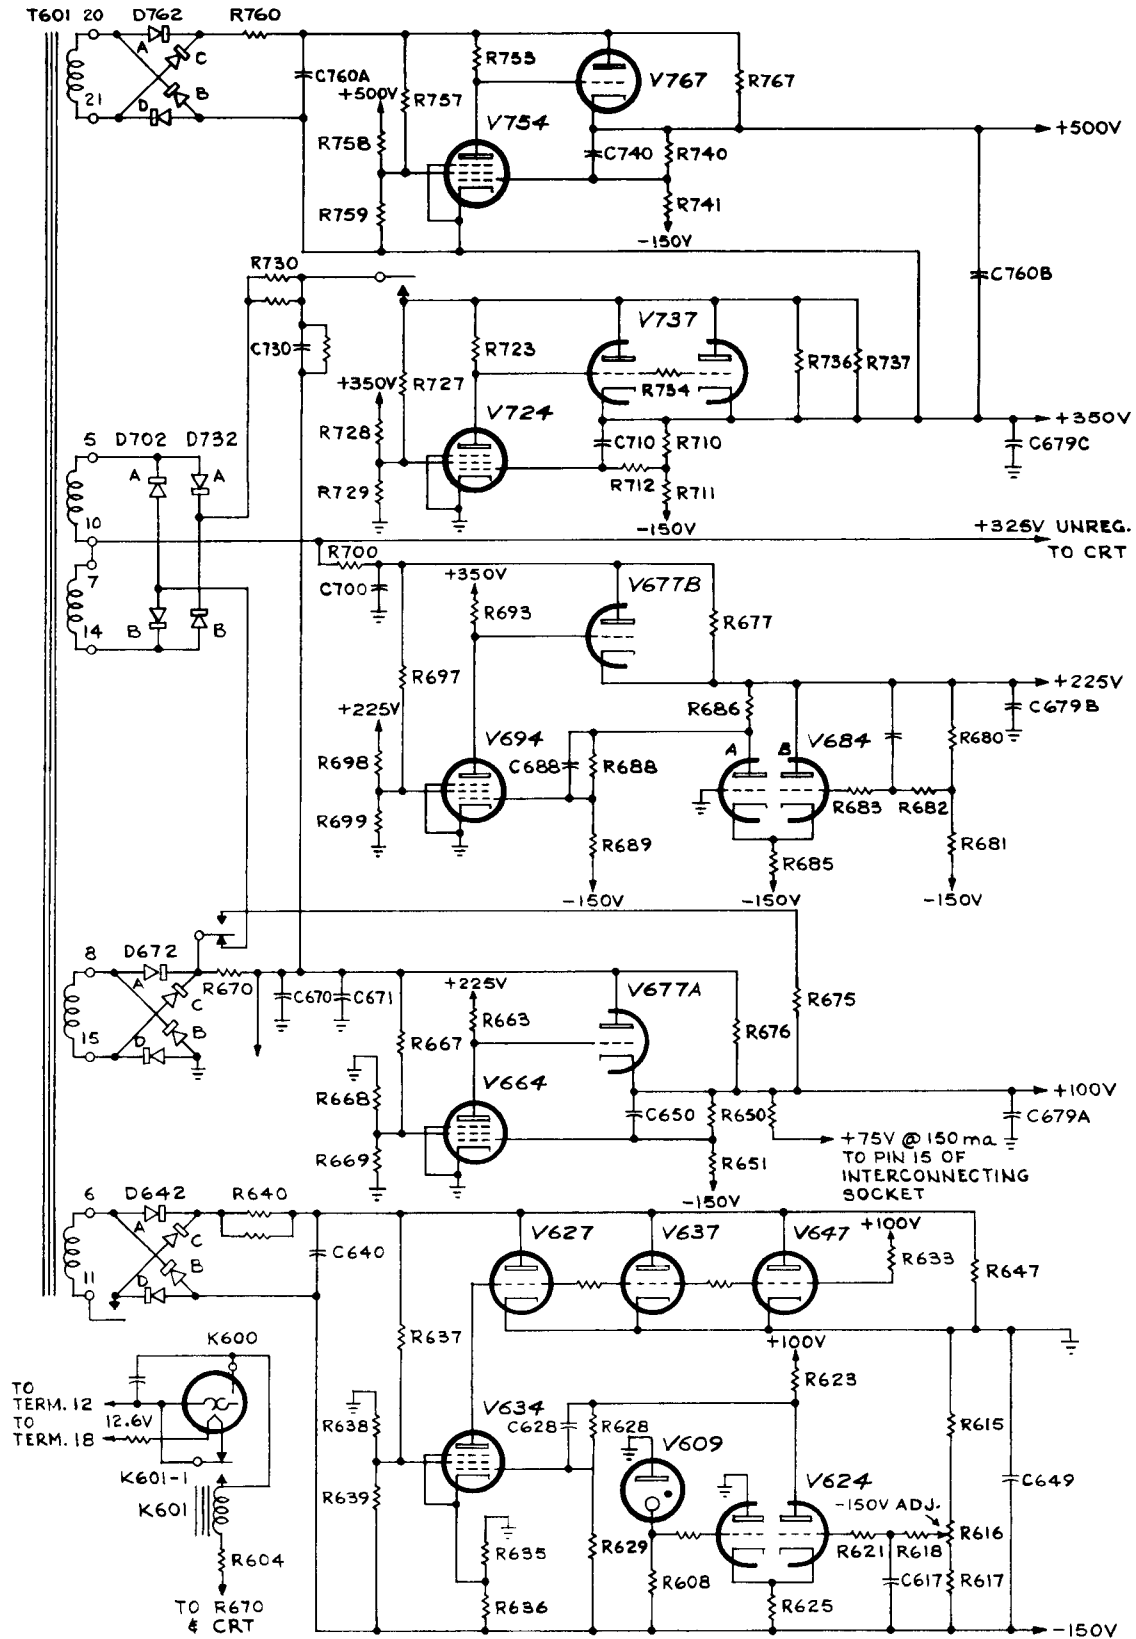 T601 20 D762 R760
A C
C760A
+500V
R757
R753
V767
R767
21 D B
R758
V754
+500V
C740 R740
R759
R741
-150V
R730
C760B
C730
V737
R723
R736 R737
+350V R727
R734
V724
+350V
R728
C710 R710
C679C
5 D702 D732
A A
R729
R712 R711
-150V
10
+325V UNREG.
TO CRT
R700
7
C700
+350V
V677B
R693
R677
14 B B
R697
+225V
R686
C679B
+225V
V694
A B V684
R680
R698
C688 R688
R683 R682
R699
R689
R685
R681
-150V
-150V
-150V
8 D672
A C
R670
C670 C671
+225V
V677A
R675
R663
R676
15 D B
R667
V664
+100V
R668
C650 R650
C679A
+75V @ 150 ma
TO PIN 15 OF
INTERCONNECTING
SOCKET
R669
R651
-150V
6 D642 R640
A C
V627 V637 V647
+100V
R633
C640
B
R647
11 D
R637
K600
+100V
TO
TERM. 12
12.6V
R623
TO
TERM. 18
R638
V634
C628 R628
V609
R615
K601-1
V624
C649
K601
R639
-150V ADJ.
R616
R635
R629
R621 R618
R604
R608
C617 R617
TO R670
& CRT
R636
R625
-150V